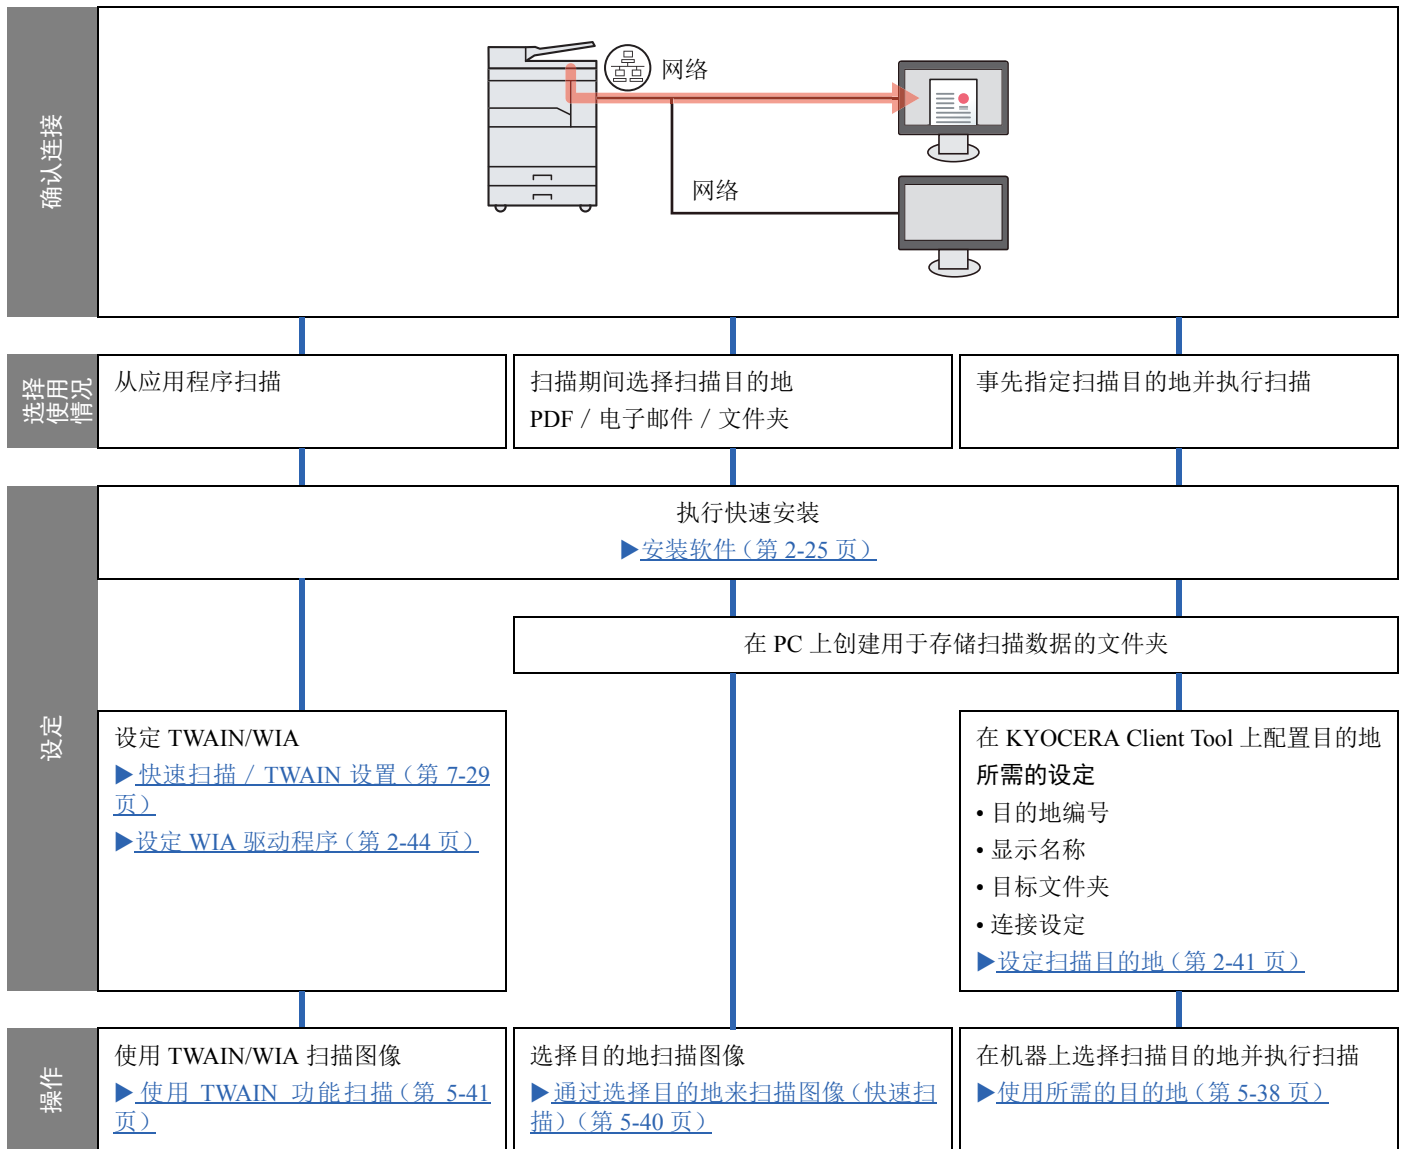 确认连接
网络
网络
选择
使用
情况
从应用程序扫描
扫描期间选择扫描目的地
PDF / 电子邮件 / 文件夹
事先指定扫描目的地并执行扫描
设定
执行快速安装
▶安装软件(第 2-25 页)
在 PC 上创建用于存储扫描数据的文件夹
设定 TWAIN/WIA
▶快速扫描 / TWAIN 设置(第 7-29
页)
▶设定 WIA 驱动程序(第 2-44 页)
在 KYOCERA Client Tool 上配置目的地
所需的设定
• 目的地编号
• 显示名称
• 目标文件夹
• 连接设定
▶设定扫描目的地(第 2-41 页)
操作
使用 TWAIN/WIA 扫描图像
▶使用 TWAIN 功能扫描(第 5-41
页)
选择目的地扫描图像
▶通过选择目的地来扫描图像(快速扫
描)(第 5-40 页)
在机器上选择扫描目的地并执行扫描
▶使用所需的目的地(第 5-38 页)